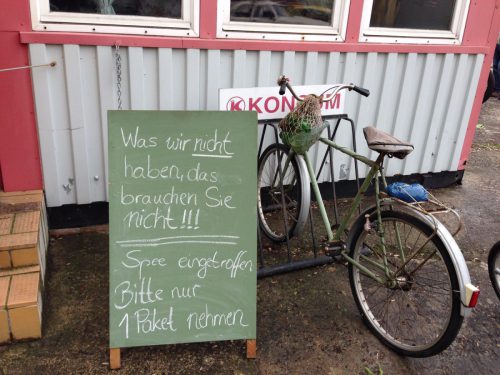 KONSUM
Was wir nicht
haben, das
brauchen Sie
nicht!!!
Spee eingetroffen
Bitte nur
1 Paket nehmen